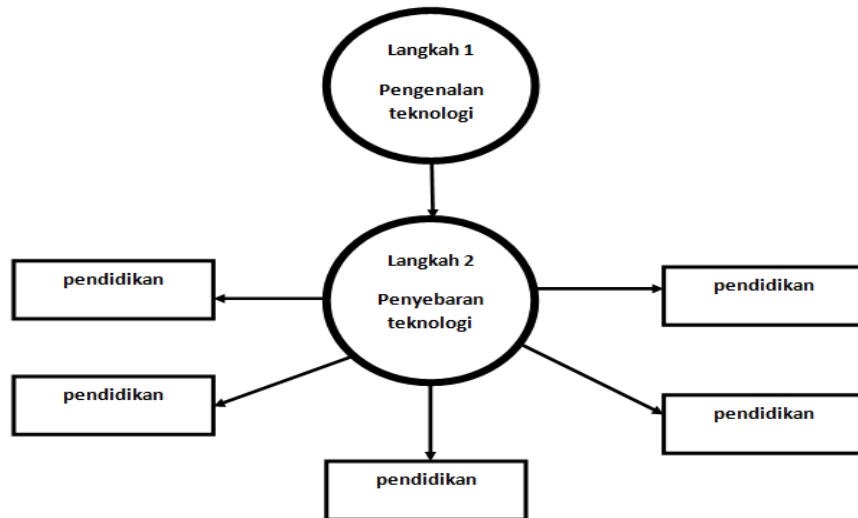 Langkah 1
Pengenalan
teknologi
Langkah 2
Penyebaran
teknologi
pendidikan
pendidikan
pendidikan
pendidikan
pendidikan